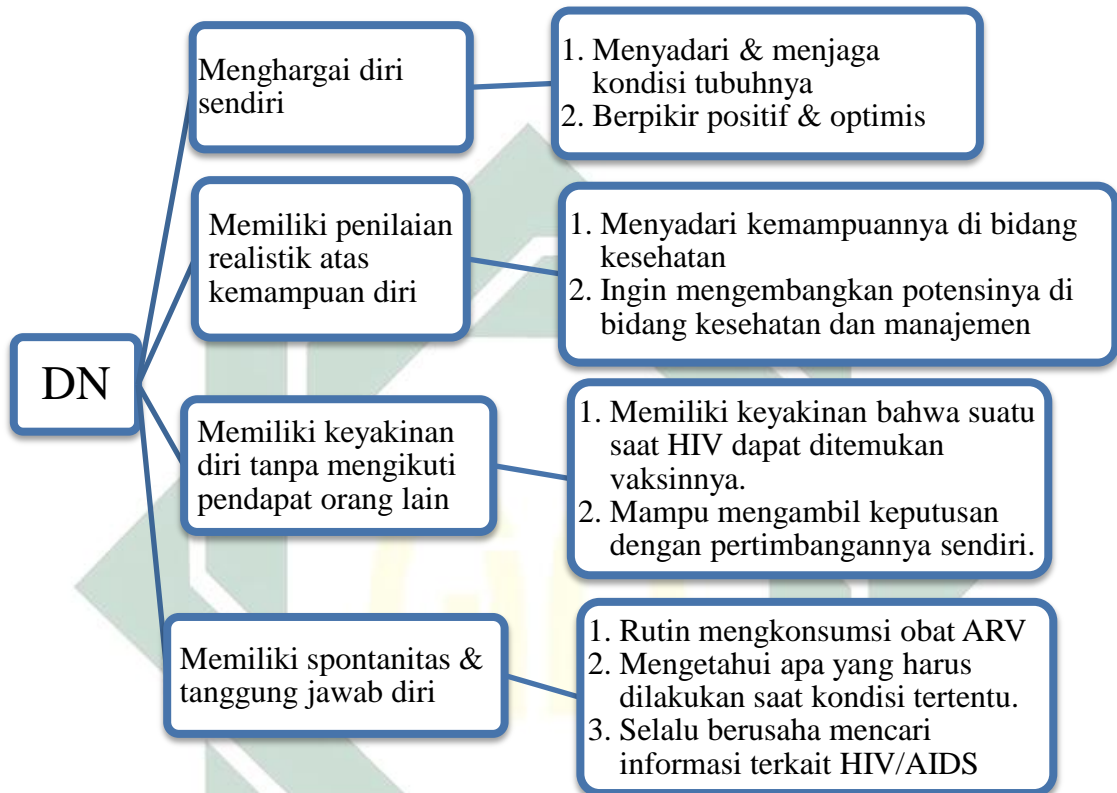 DN
Menghargai diri
sendiri
1. Menyadari & menjaga
kondisi tubuhnya
2. Berpikir positif & optimis
Memiliki penilaian
realistik atas
kemampuan diri
1. Menyadari kemampuannya di bidang
kesehatan
2. Ingin mengembangkan potensinya di
bidang kesehatan dan manajemen
Memiliki keyakinan
diri tanpa mengikuti
pendapat orang lain
1. Memiliki keyakinan bahwa suatu
saat HIV dapat ditemukan
vaksinnya.
2. Mampu mengambil keputusan
dengan pertimbangannya sendiri.
Memiliki spontanitas &
tanggung jawab diri
1. Rutin mengkonsumsi obat ARV
2. Mengetahui apa yang harus
dilakukan saat kondisi tertentu.
3. Selalu berusaha mencari
informasi terkait HIV/AIDS